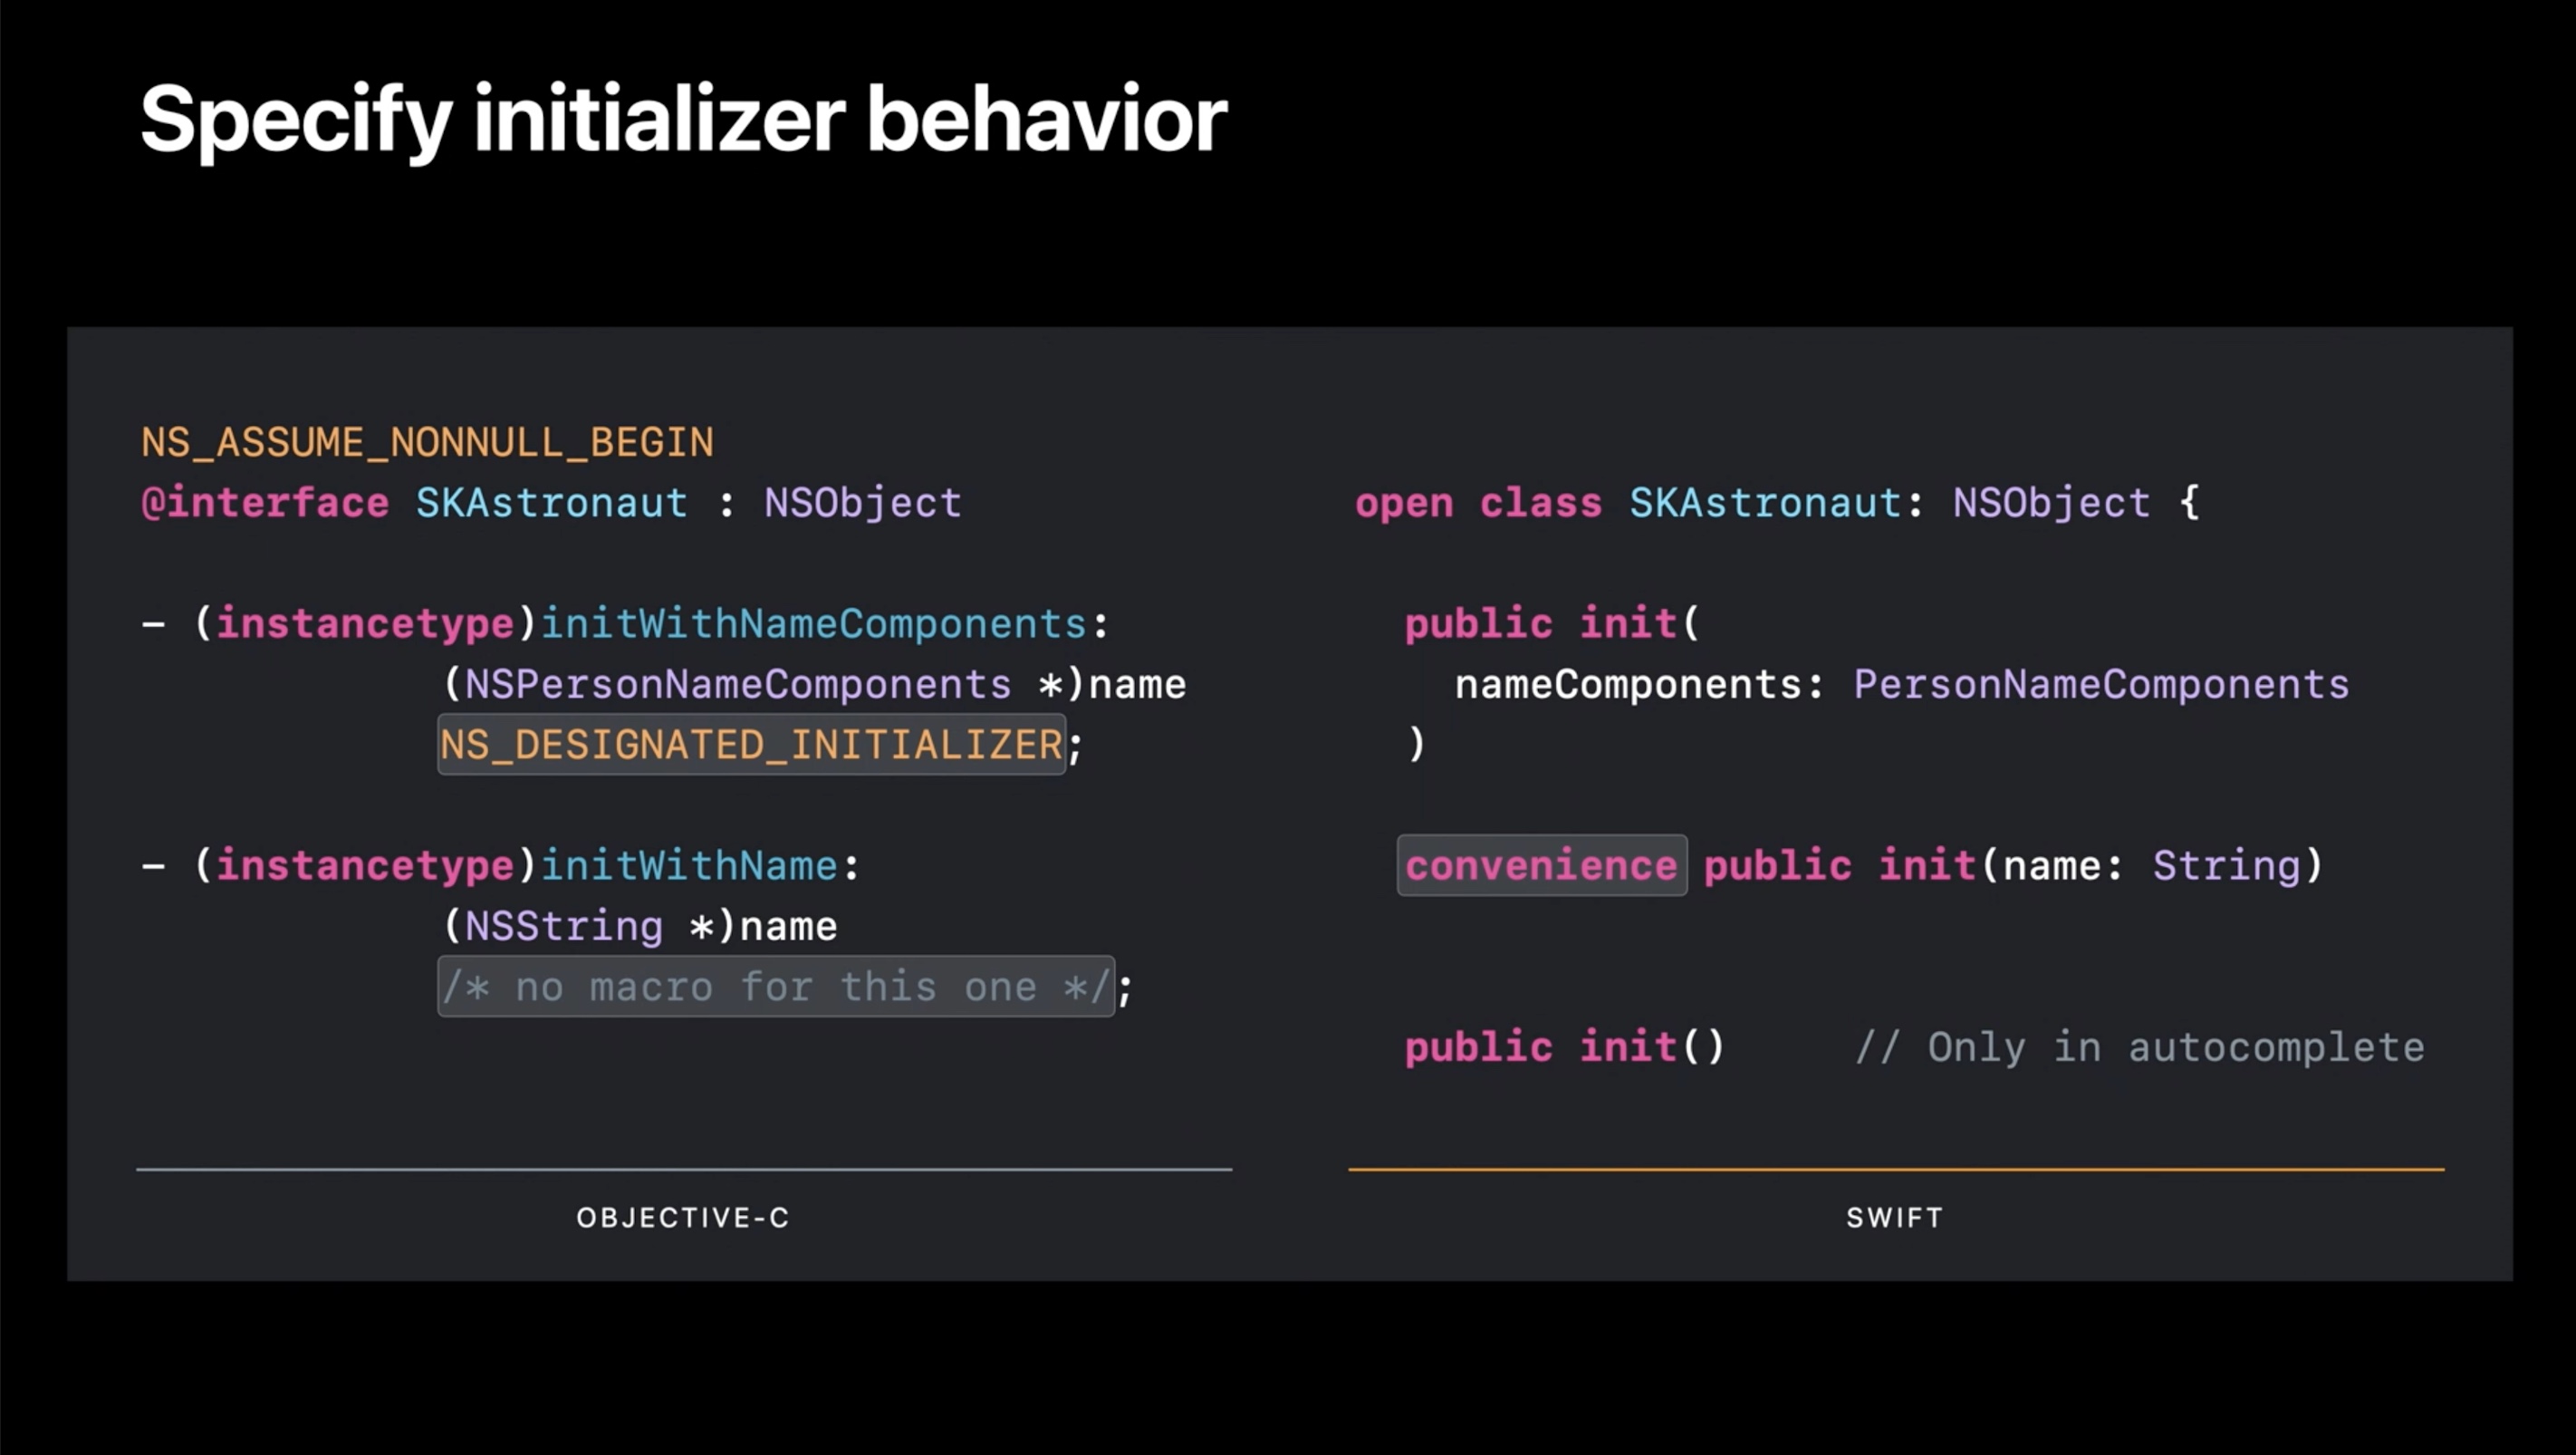 Specify initializer behavior
NS_ASSUME_NONNULL_BEGIN
@interface SKAstronaut : NSObject
- (instancetype)initWithNameComponents:
(NSPersonNameComponents *)name
NS_DESIGNATED_INITIALIZER;
- (instancetype)initWithName:
(NSString *)name
/* no macro for this one */;
OBJECTIVE-C
open class SKAstronaut: NSObject {
public init(
nameComponents: PersonNameComponents
)
convenience public init(name: String)
public init() // Only in autocomplete
SWIFT